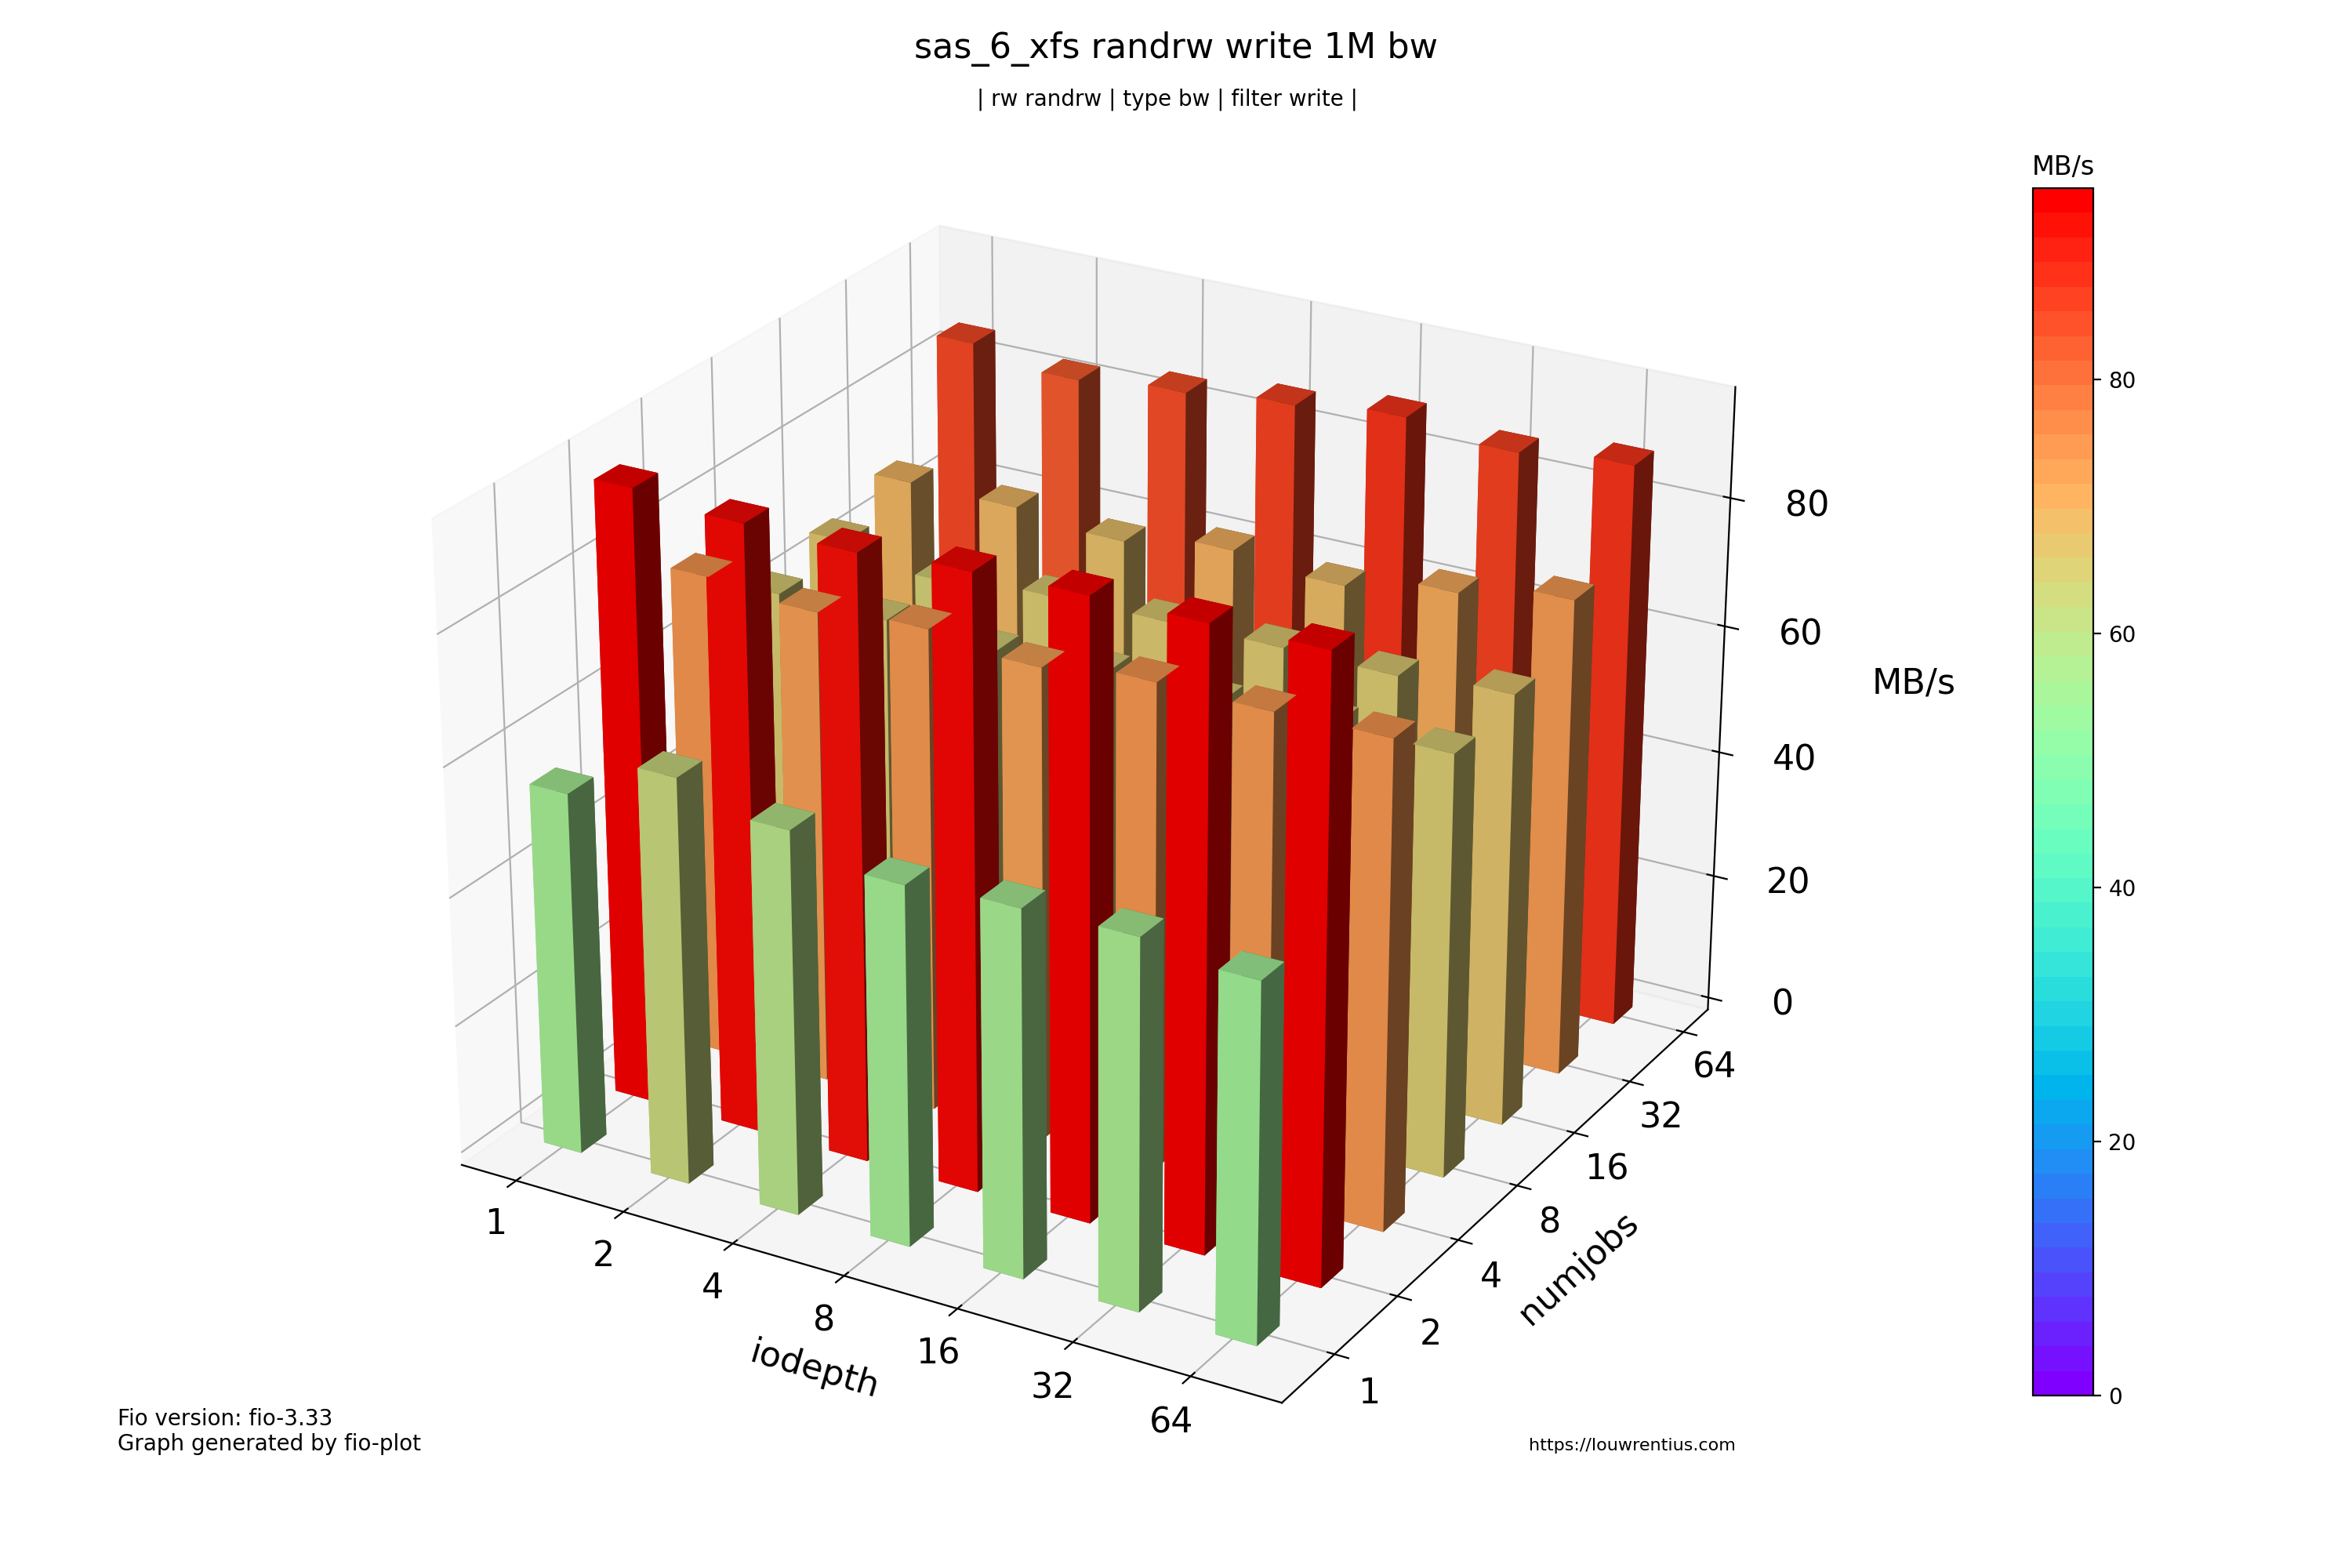 sas_6_xfs randrw write 1M bw
| rw randrw | type bw | filter write |
MB/s
80
60
40
20
0
80
60
MB/s
40
20
0
64
32
16
8
4
2
1
numjobs
1
2
4
8
16
32
64
iodepth
Fio version: fio-3.33
Graph generated by fio-plot
https://louwrentius.com